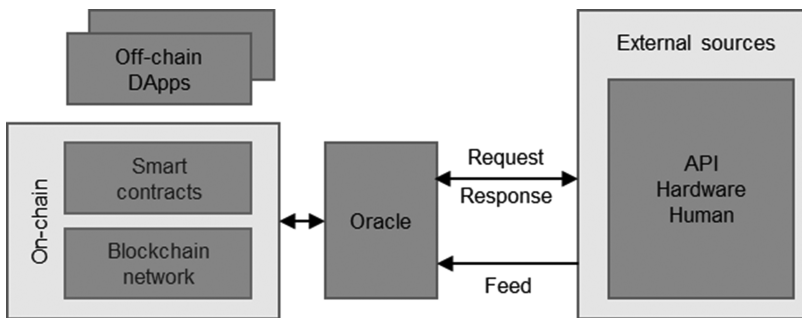 Off-chain
DApps
On-chain
Smart
contracts
Blockchain
network
Oracle
Request
Response
Feed
External sources
API
Hardware
Human